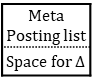 Meta
Posting list
Space for Δ